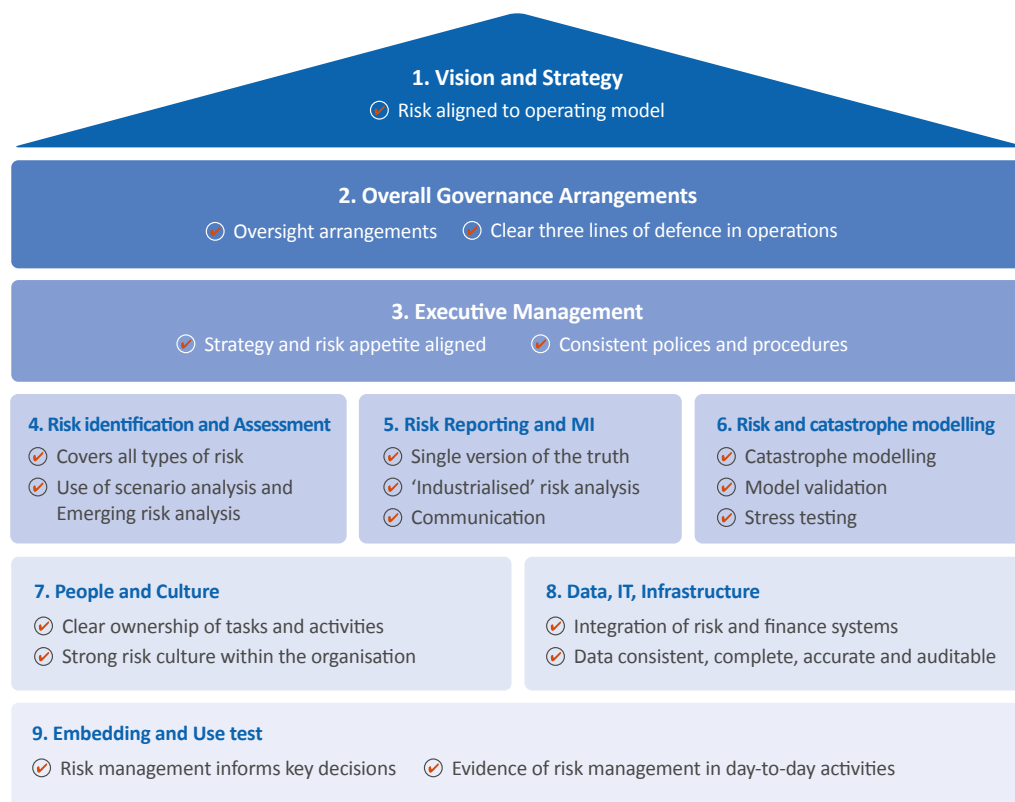 1. Vision and Strategy
Risk aligned to operating model
2. Overall Governance Arrangements
Oversight arrangements
Clear three lines of defence in operations
3. Executive Management
Strategy and risk appetite aligned
Consistent polices and procedures
4. Risk identification and Assessment
Covers all types of risk
Use of scenario analysis and
Emerging risk analysis
5. Risk Reporting and MI
Single version of the truth
‘Industrialised’ risk analysis
Communication
6. Risk and catastrophe modelling
Catastrophe modelling
Model validation
Stress testing
7. People and Culture
Clear ownership of tasks and activities
Strong risk culture within the organisation
8. Data, IT, Infrastructure
Integration of risk and finance systems
Data consistent, complete, accurate and auditable
9. Embedding and Use test
Risk management informs key decisions
Evidence of risk management in day-to-day activities